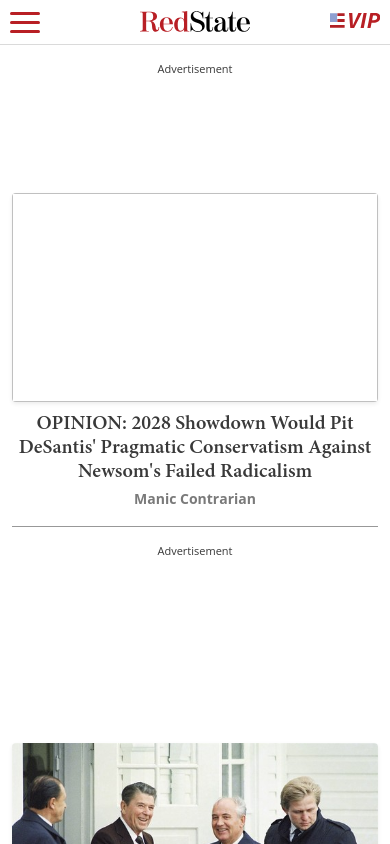 RedState
VIP
Advertisement
OPINION: 2028 Showdown Would Pit
DeSantis' Pragmatic Conservatism Against
Newsom's Failed Radicalism
Manic Contrarian
Advertisement